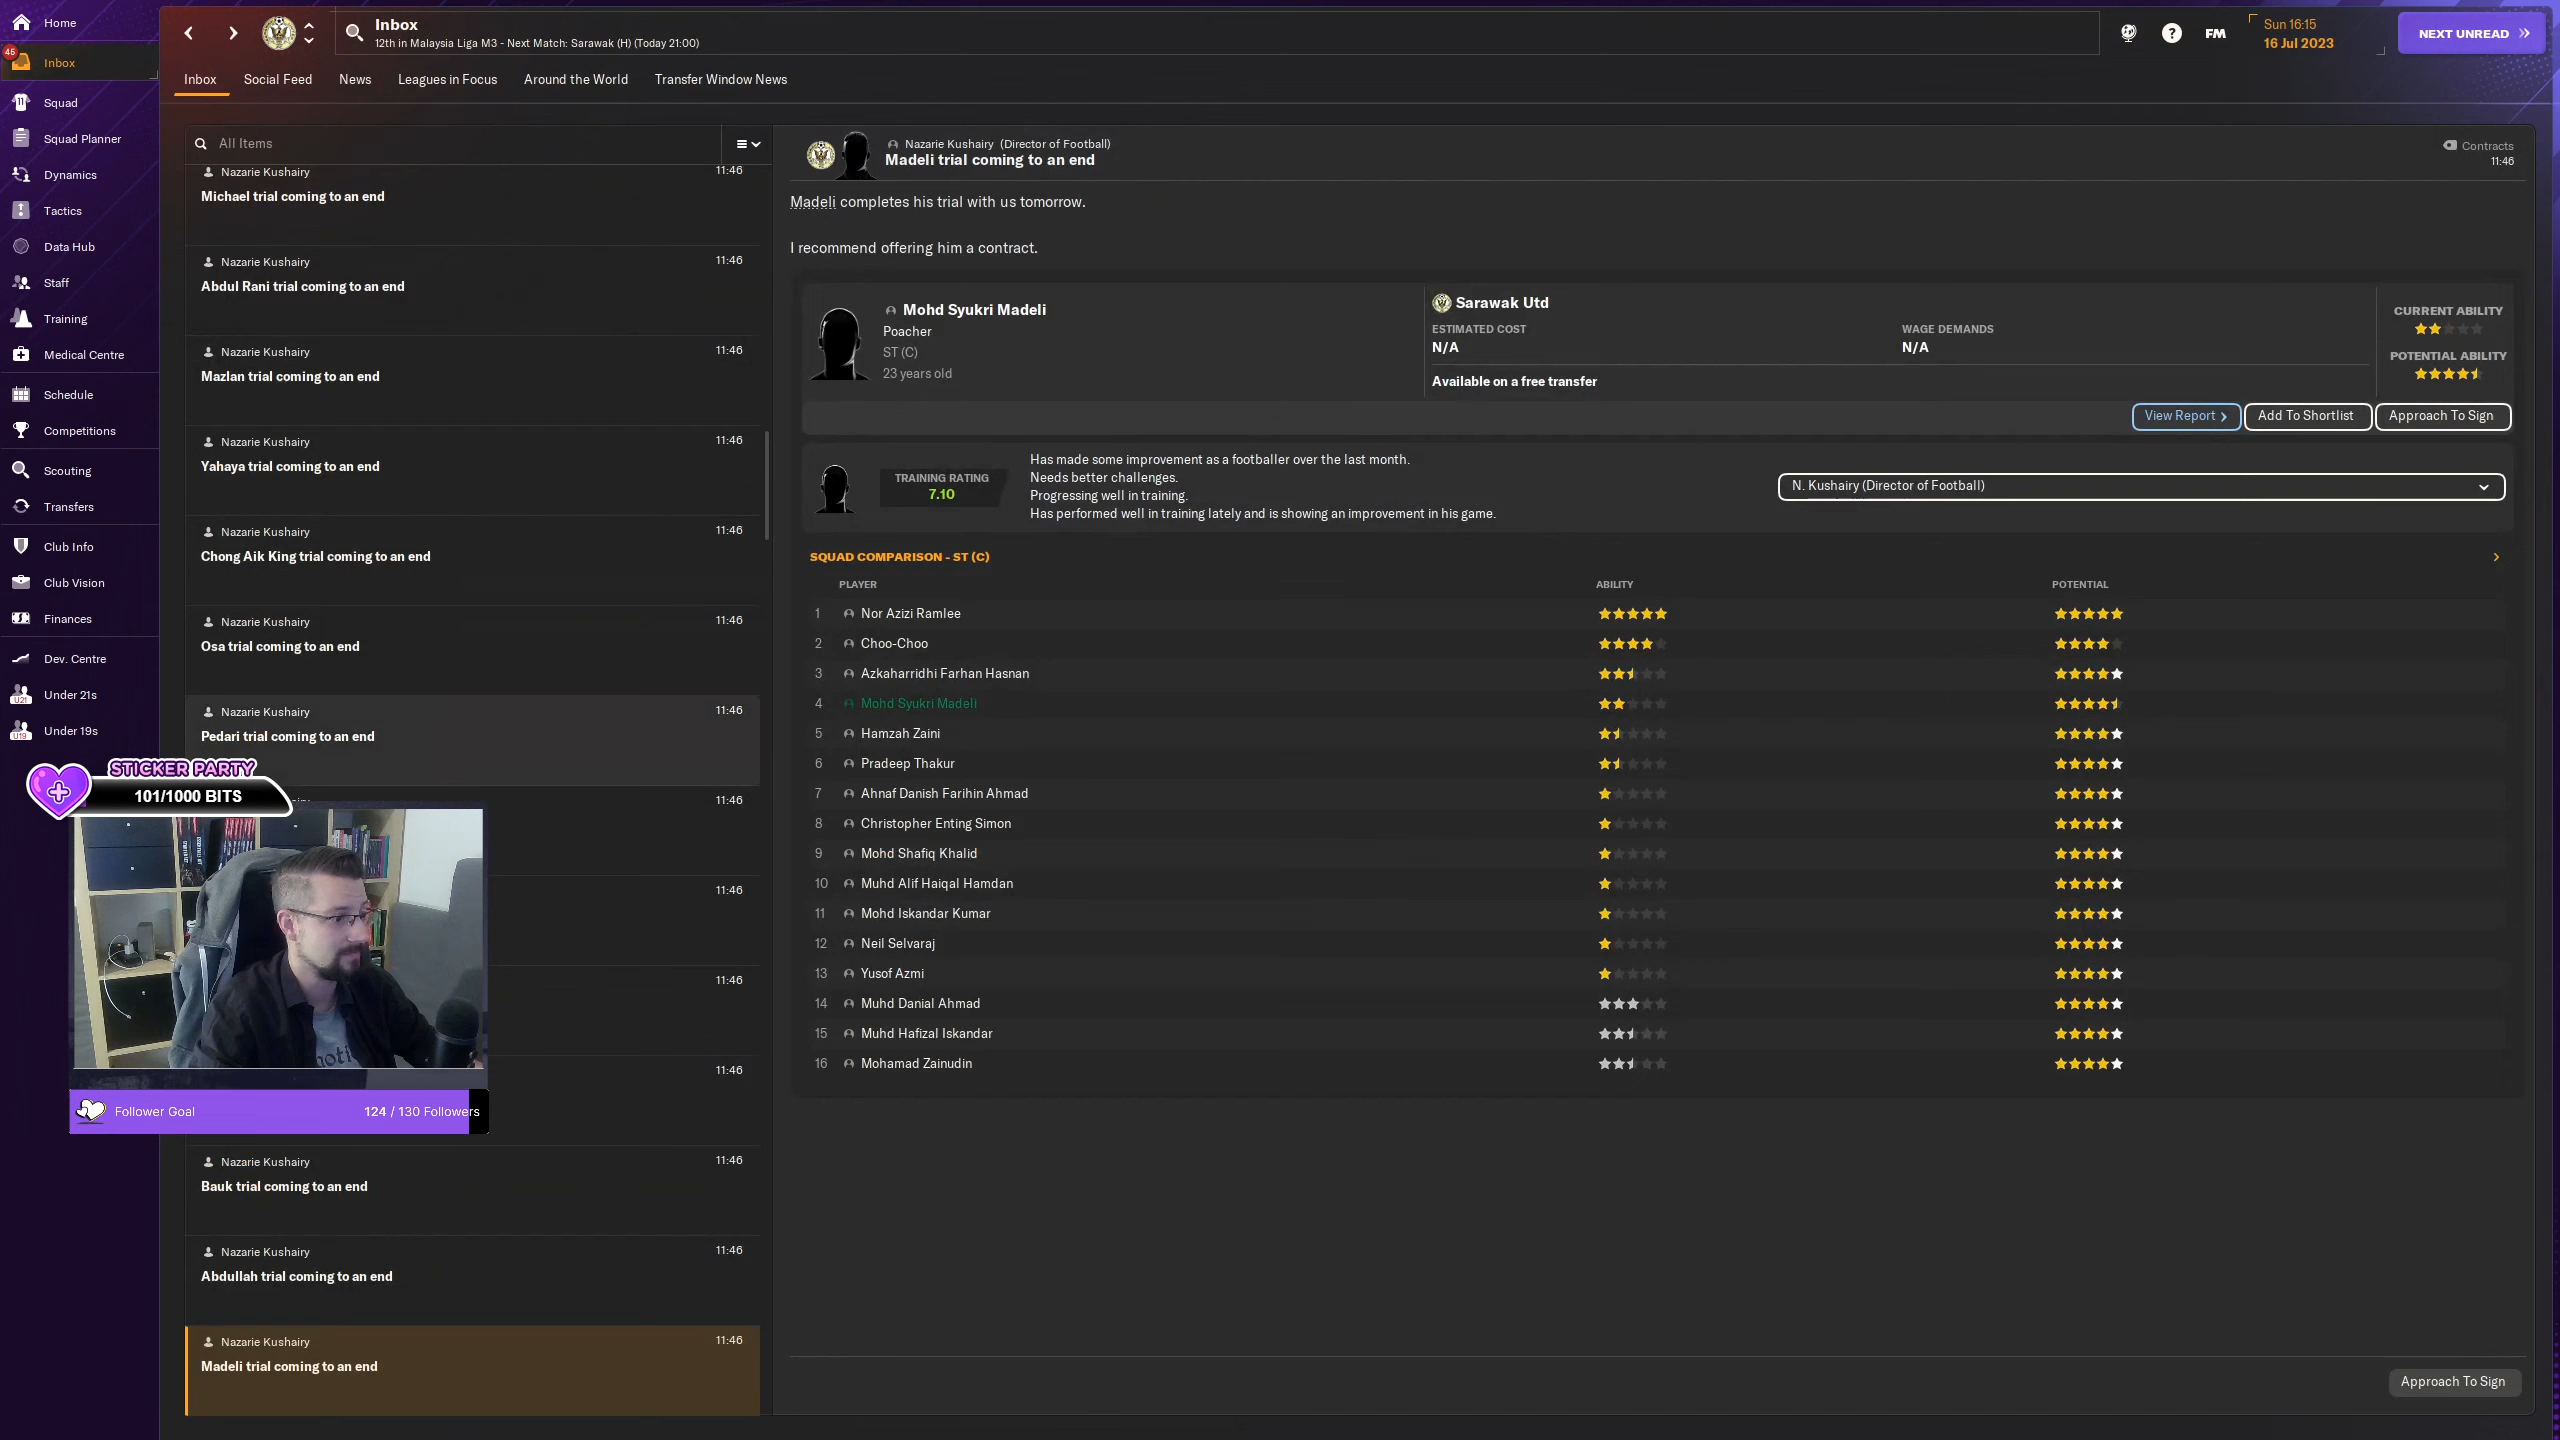 Home
46
Inbox
Squad
Squad Planner
Dynamics
Tactics
Data Hub
Staff
Training
Medical Centre
Schedule
Competitions
Scouting
Transfers
Club Info
Club Vision
Finances
Dev. Centre
U21
Under 21s
U19
Under 19s
Inbox
12th in Malaysia Liga M3 - Next Match: Sarawak (H) (Today 21:00)
FM
Sun 16:15
16 Jul 2023
NEXT UNREAD
Inbox
Social Feed
News
Leagues in Focus
Around the World
Transfer Window News
All Items
Nazarie Kushairy 11:46
Michael trial coming to an end
Nazarie Kushairy 11:46
Abdul Rani trial coming to an end
Nazarie Kushairy 11:46
Mazlan trial coming to an end
Nazarie Kushairy 11:46
Yahaya trial coming to an end
Nazarie Kushairy 11:46
Chong Aik King trial coming to an end
Nazarie Kushairy 11:46
Osa trial coming to an end
Nazarie Kushairy 11:46
Pedari trial coming to an end
11:46
11:46
11:46
11:46
Nazarie Kushairy 11:46
Bauk trial coming to an end
Nazarie Kushairy 11:46
Abdullah trial coming to an end
Nazarie Kushairy 11:46
Madeli trial coming to an end
STICKER PARTY
101/1000 BITS
Follower Goal 124 / 130 Followers
Nazarie Kushairy (Director of Football)
Madeli trial coming to an end
Contracts
11:46
Madeli completes his trial with us tomorrow.
I recommend offering him a contract.
Mohd Syukri Madeli
Poacher
ST (C)
23 years old
Sarawak Utd
ESTIMATED COST
N/A
WAGE DEMANDS
N/A
Available on a free transfer
CURRENT ABILITY
POTENTIAL ABILITY
View Report
Add To Shortlist
Approach To Sign
TRAINING RATING
7.10
Has made some improvement as a footballer over the last month.
Needs better challenges.
Progressing well in training.
Has performed well in training lately and is showing an improvement in his game.
N. Kushairy (Director of Football)
SQUAD COMPARISON - ST (C)
PLAYER ABILITY POTENTIAL
1 Nor Azizi Ramlee
2 Choo-Choo
3 Azkaharridhi Farhan Hasnan
4 Mohd Syukri Madeli
5 Hamzah Zaini
6 Pradeep Thakur
7 Ahnaf Danish Farihin Ahmad
8 Christopher Enting Simon
9 Mohd Shafiq Khalid
10 Muhd Alif Haiqal Hamdan
11 Mohd Iskandar Kumar
12 Neil Selvaraj
13 Yusof Azmi
14 Muhd Danial Ahmad
15 Muhd Hafizal Iskandar
16 Mohamad Zainudin
Approach To Sign